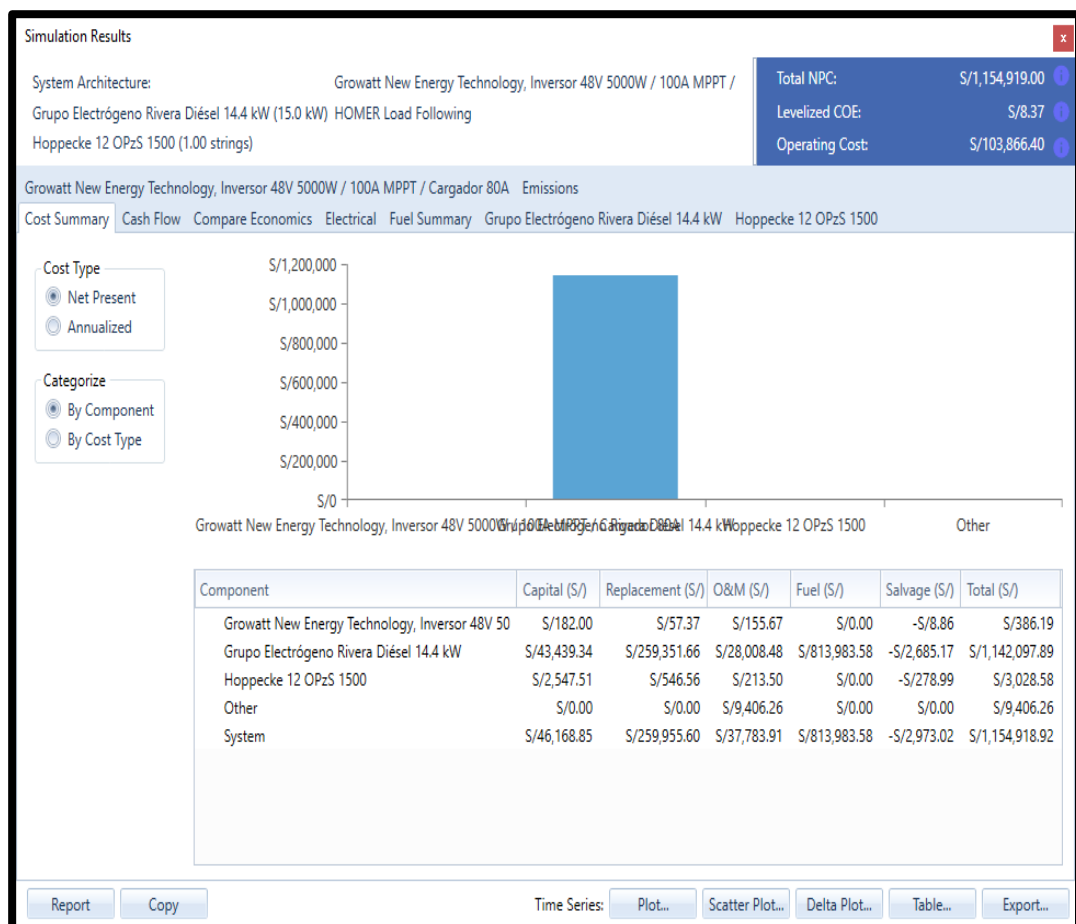 Simulation Results
x
System Architecture: Growatt New Energy Technology, Inversor 48V 5000W / 100A MPPT /
Grupo Electrógeno Rivera Diésel 14.4 kW (15.0 kW) HOMER Load Following
Hoppecke 12 OPzS 1500 (1.00 strings)
Total NPC: S/1,154,919.00
Levelized COE: S/8.37
Operating Cost: S/103,866.40
Growatt New Energy Technology, Inversor 48V 5000W / 100A MPPT / Cargador 80A Emissions
Cost Summary Cash Flow Compare Economics Electrical Fuel Summary Grupo Electrógeno Rivera Diésel 14.4 kW Hoppecke 12 OPzS 1500
Cost Type
Net Present
Annualized
Categorize
By Component
By Cost Type
S/1,200,000
S/1,000,000
S/800,000
S/600,000
S/400,000
S/200,000
S/0
Growatt New Energy Technology, Inversor 48V 5000W / 100A MPPT / Cargador 80A Grupo Electrógeno Rivera Diésel 14.4 kW Hoppecke 12 OPzS 1500 Other
Component Capital (S/) Replacement (S/) O&M (S/) Fuel (S/) Salvage (S/) Total (S/)
Growatt New Energy Technology, Inversor 48V 50 S/182.00 S/57.37 S/155.67 S/0.00 -S/8.86 S/386.19
Grupo Electrógeno Rivera Diésel 14.4 kW S/43,439.34 S/259,351.66 S/28,008.48 S/813,983.58 -S/2,685.17 S/1,142,097.89
Hoppecke 12 OPzS 1500 S/2,547.51 S/546.56 S/213.50 S/0.00 -S/278.99 S/3,028.58
Other S/0.00 S/0.00 S/9,406.26 S/0.00 S/0.00 S/9,406.26
System S/46,168.85 S/259,955.60 S/37,783.91 S/813,983.58 -S/2,973.02 S/1,154,918.92
Report Copy Time Series: Plot... Scatter Plot... Delta Plot... Table... Export...